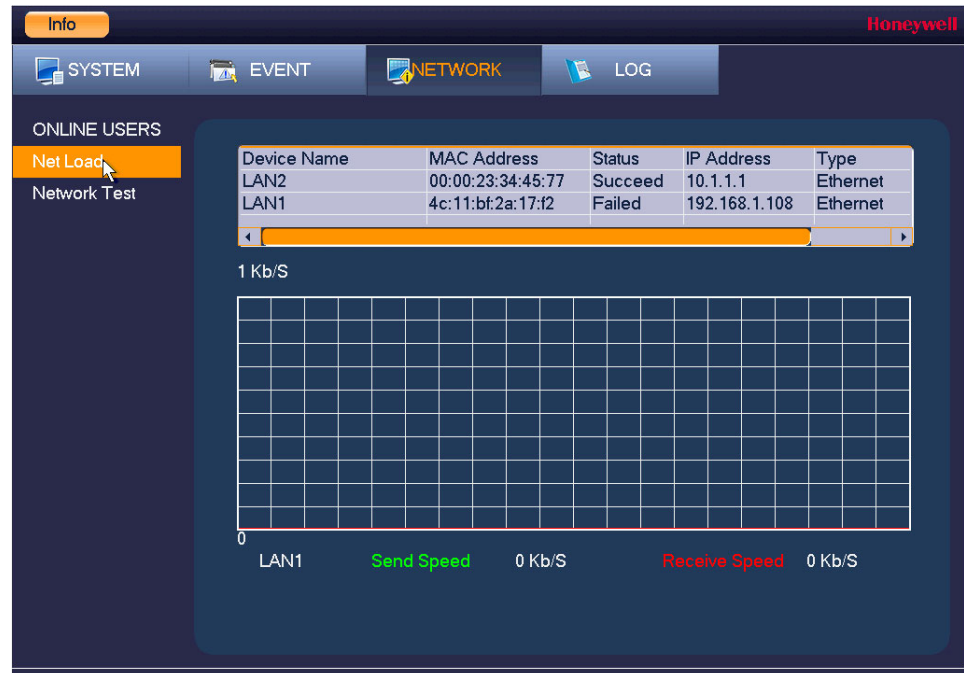 Info Honeywell
SYSTEM EVENT NETWORK LOG
ONLINE USERS
Net Load
Network Test
Device Name MAC Address Status IP Address Type
LAN2 00:00:23:34:45:77 Succeed 10.1.1.1 Ethernet
LAN1 4c:11:bf:2a:17:f2 Failed 192.168.1.108 Ethernet
1 Kb/S
0
LAN1 Send Speed 0 Kb/S Receive Speed 0 Kb/S